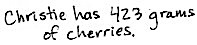 Christie has 423 grams
of cherries.